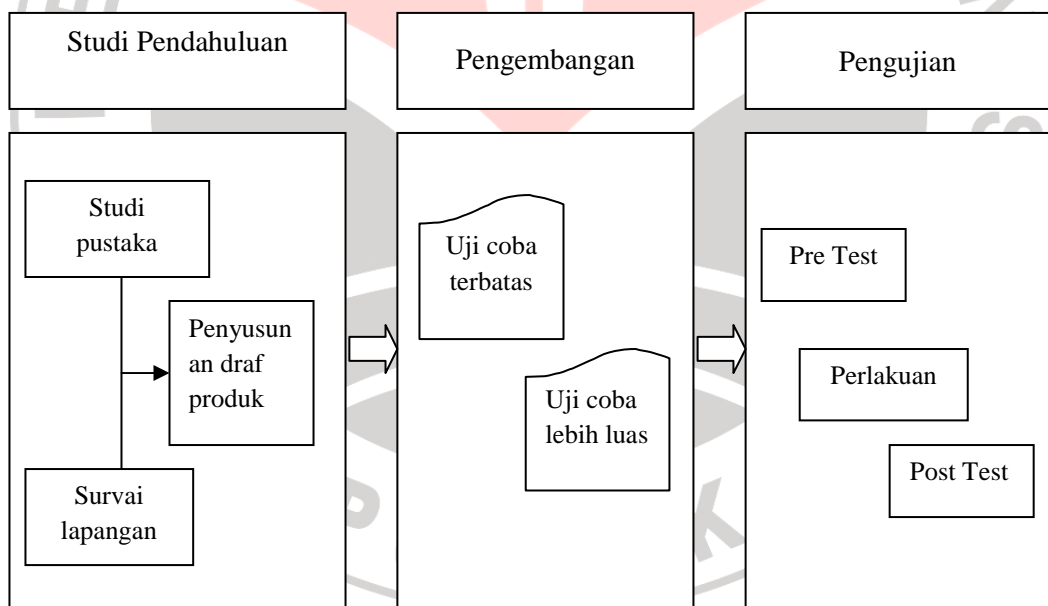 Studi Pendahuluan
Pengembangan
Pengujian
Studi
pustaka
Penyusun
an draf
produk
Survai
lapangan
Uji coba
terbatas
Uji coba
lebih luas
Pre Test
Perlakuan
Post Test